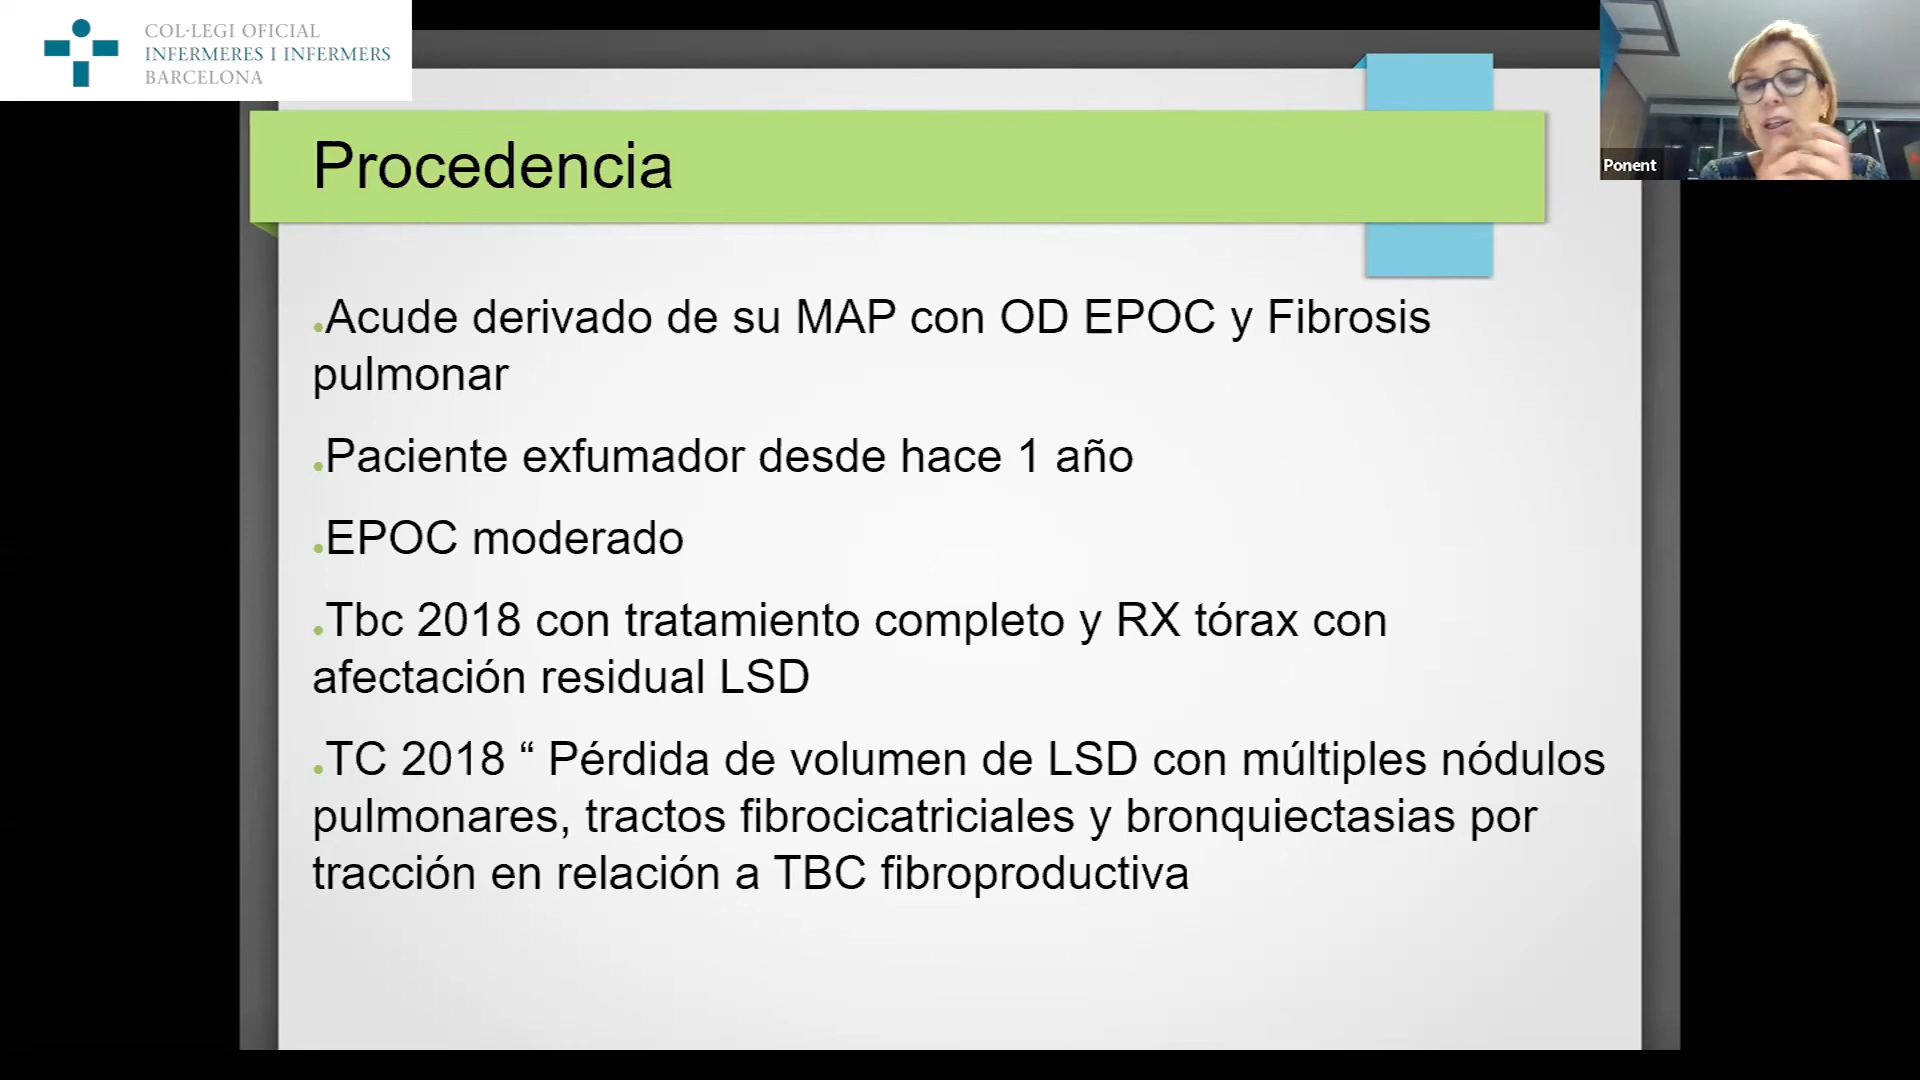 COL·LEGI OFICIAL
INFERMERES I INFERMERS
BARCELONA
Ponent
Procedencia
Acude derivado de su MAP con OD EPOC y Fibrosis
pulmonar
Paciente exfumador desde hace 1 año
EPOC moderado
Tbc 2018 con tratamiento completo y RX tórax con
afectación residual LSD
TC 2018 “ Pérdida de volumen de LSD con múltiples nódulos
pulmonares, tractos fibrocicatriciales y bronquiectasias por
tracción en relación a TBC fibroproductiva